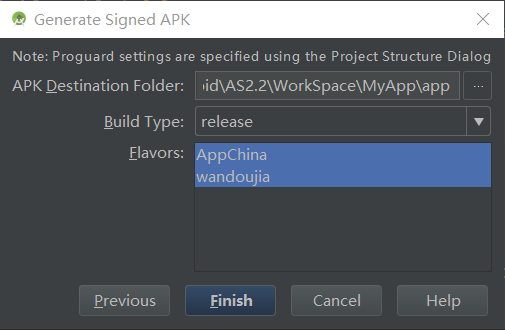 Generate Signed APK
Note: Proguard settings are specified using the Project Structure Dialog
APK Destination Folder: ›id\AS2.2\WorkSpace\MyApp\app ...
Build Type: release
Flavors: AppChina
wandoujia
Previous Finish Cancel Help